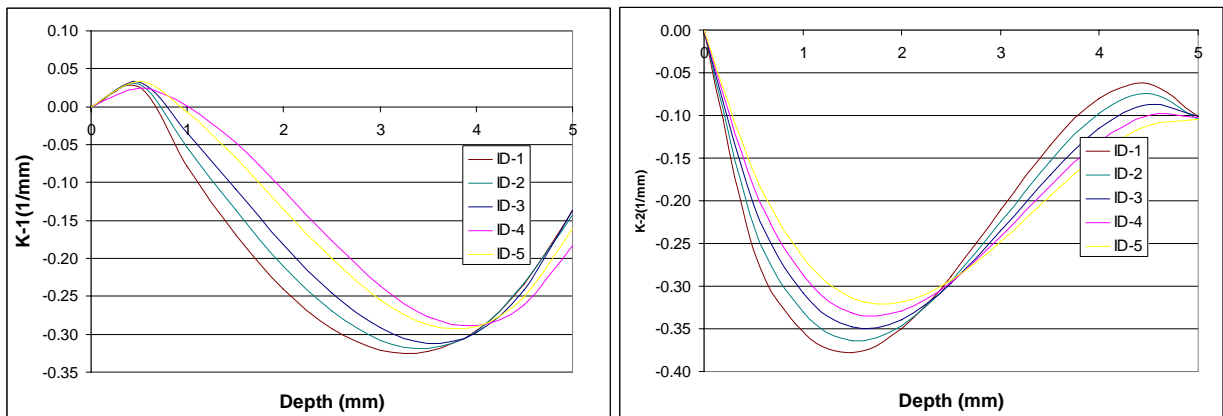 0.10
0.05
0.00
-0.05
-0.10
-0.15
-0.20
-0.25
-0.30
-0.35
K-1(1/mm)
0 1 2 3 4 5
Depth (mm)
ID-1
ID-2
ID-3
ID-4
ID-5
0.00
-0.05
-0.10
-0.15
-0.20
-0.25
-0.30
-0.35
-0.40
K-2(1/mm)
0 1 2 3 4 5
Depth (mm)
ID-1
ID-2
ID-3
ID-4
ID-5